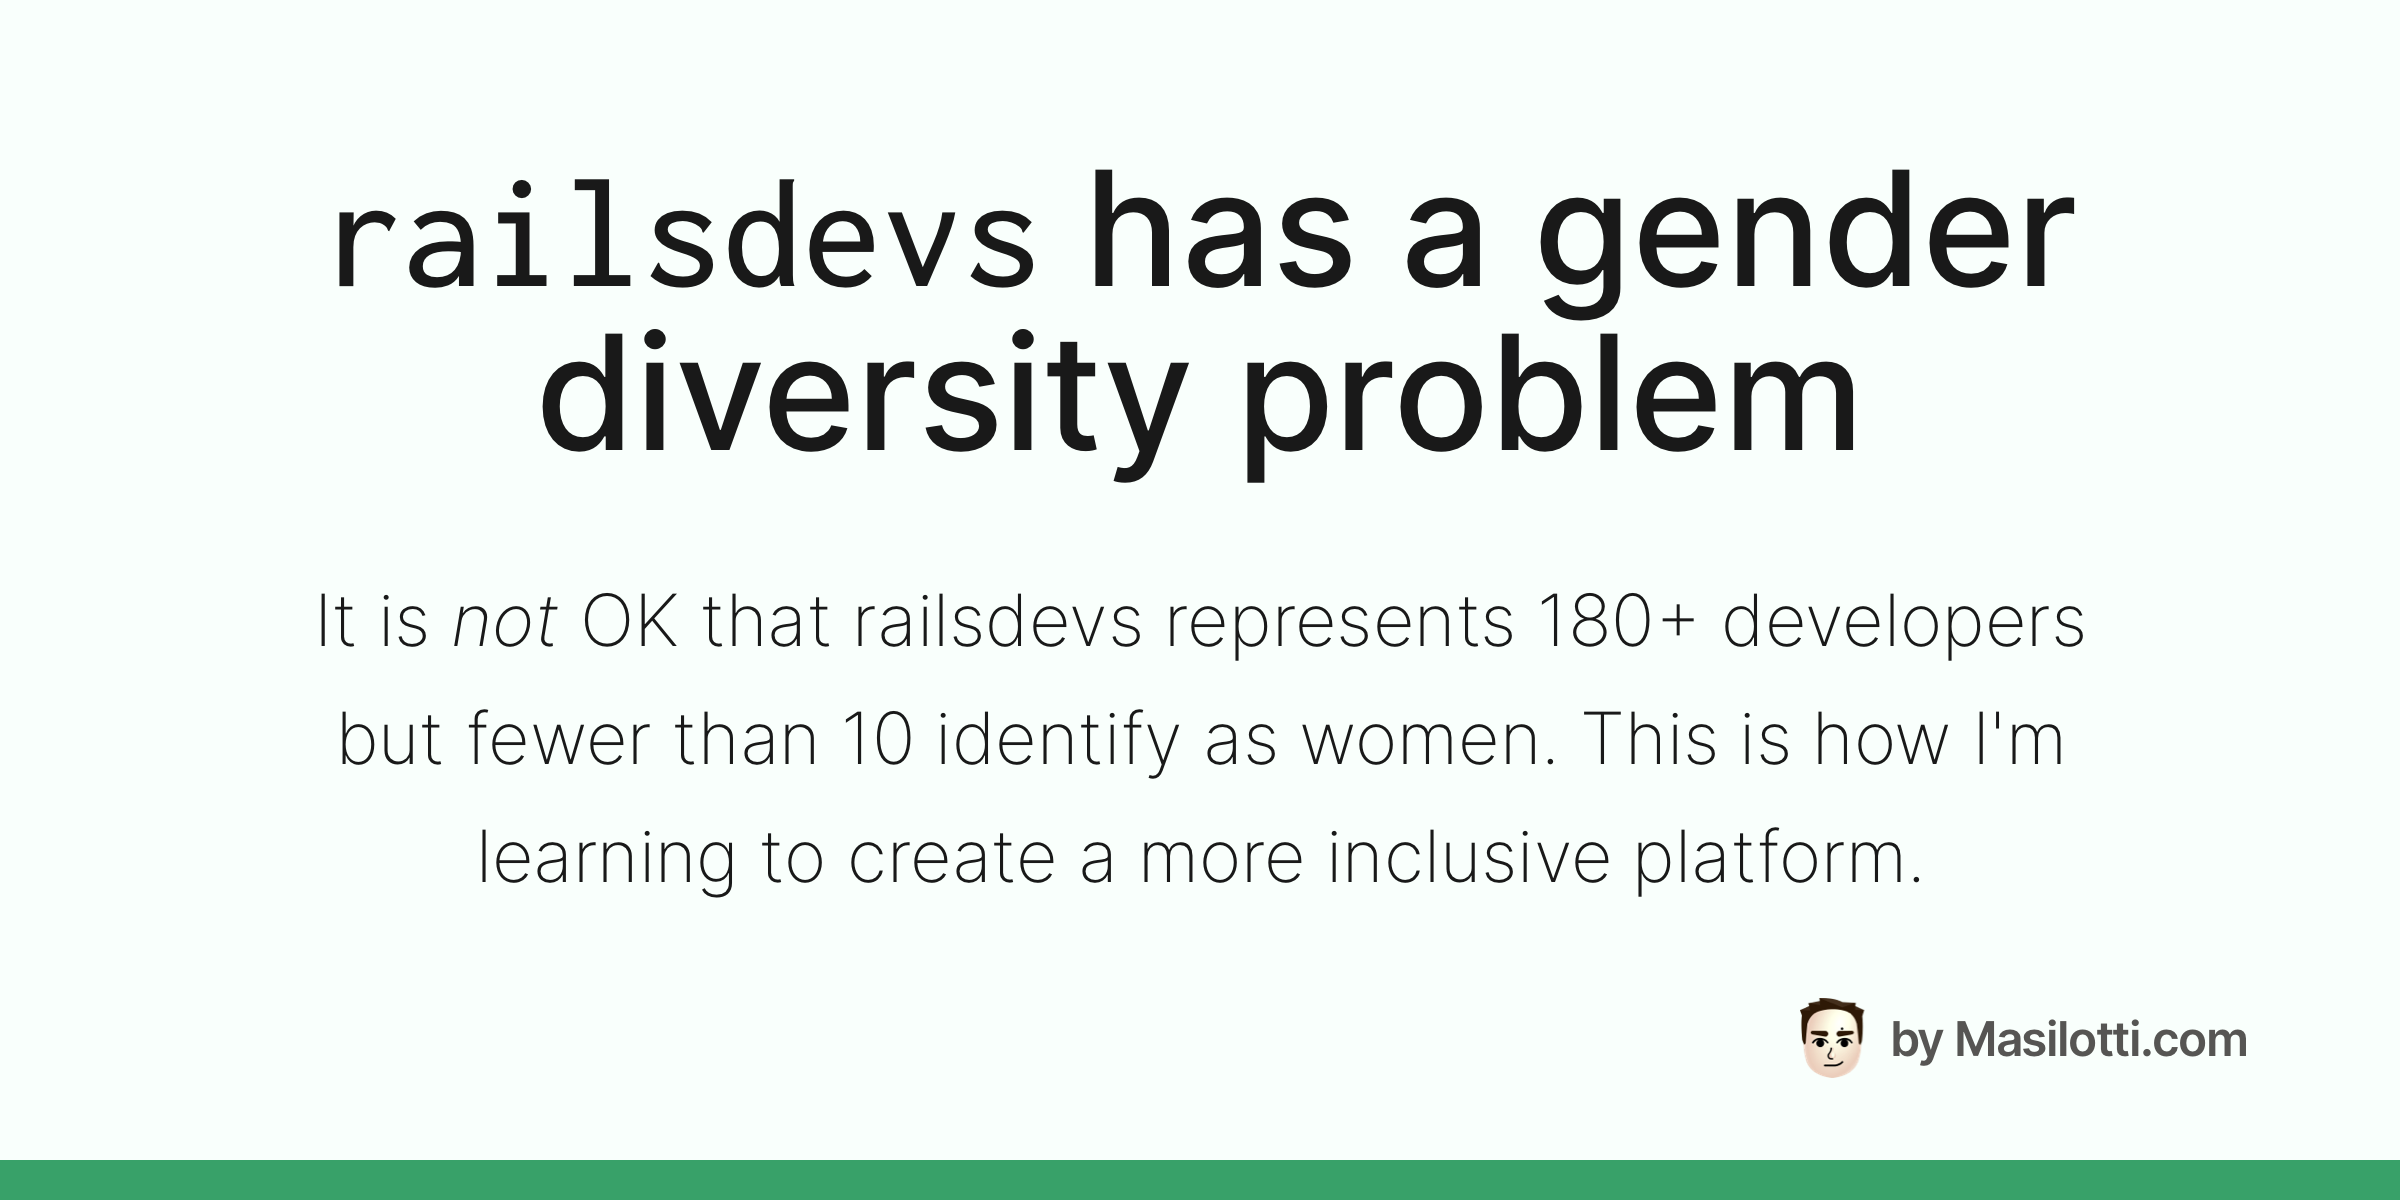 railsdevs has a gender
diversity problem
It is not OK that railsdevs represents 180+ developers
but fewer than 10 identify as women. This is how I'm
learning to create a more inclusive platform.
by Masilotti.com